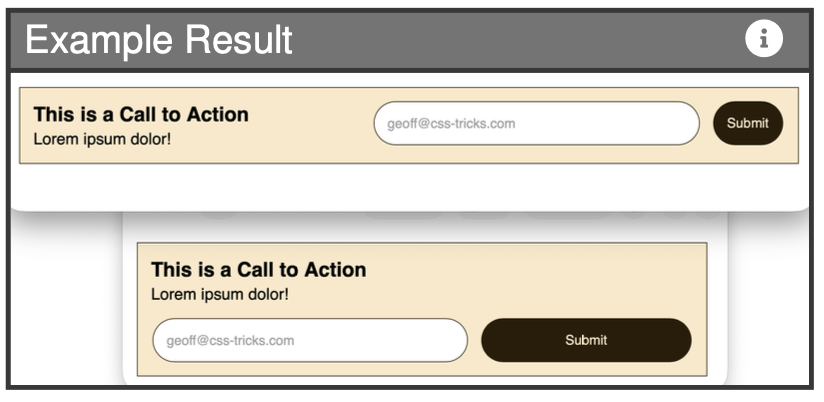 Example Result
This is a Call to Action
Lorem ipsum dolor!
geoff@css-tricks.com
Submit
This is a Call to Action
Lorem ipsum dolor!
geoff@css-tricks.com
Submit